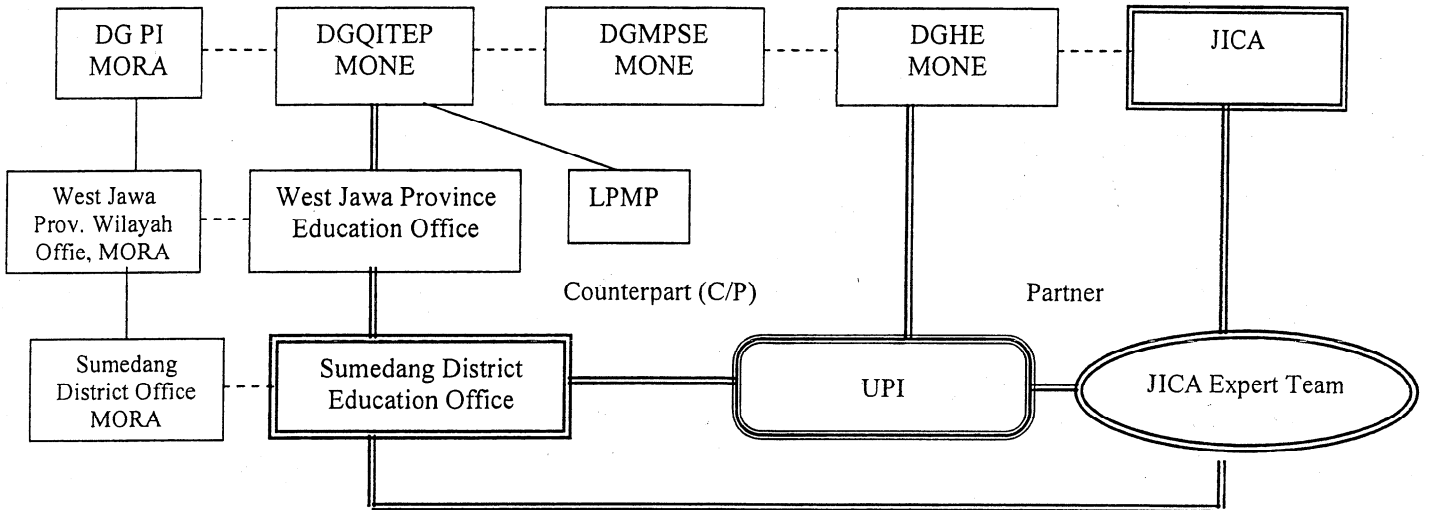 DG PI
MORA
DGQITEP
MONE
DGMPSE
MONE
DGHE
MONE
JICA
West Jawa
Prov. Wilayah
Offie, MORA
West Jawa Province
Education Office
LPMP
Counterpart (C/P)
Partner
Sumedang
District Office
MORA
Sumedang District
Education Office
UPI
JICA Expert Team